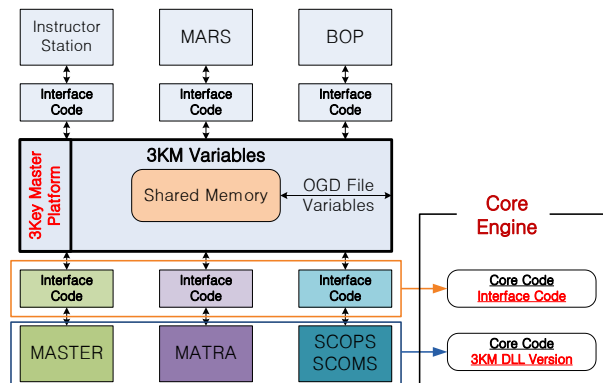 Instructor
Station
MARS
BOP
Interface
Code
Interface
Code
Interface
Code
3Key Master
Platform
3KM Variables
Shared Memory
OGD File
Variables
Core
Engine
Interface
Code
Interface
Code
Interface
Code
Core Code
Interface Code
MASTER
MATRA
SCOPS
SCOMS
Core Code
3KM DLL Version